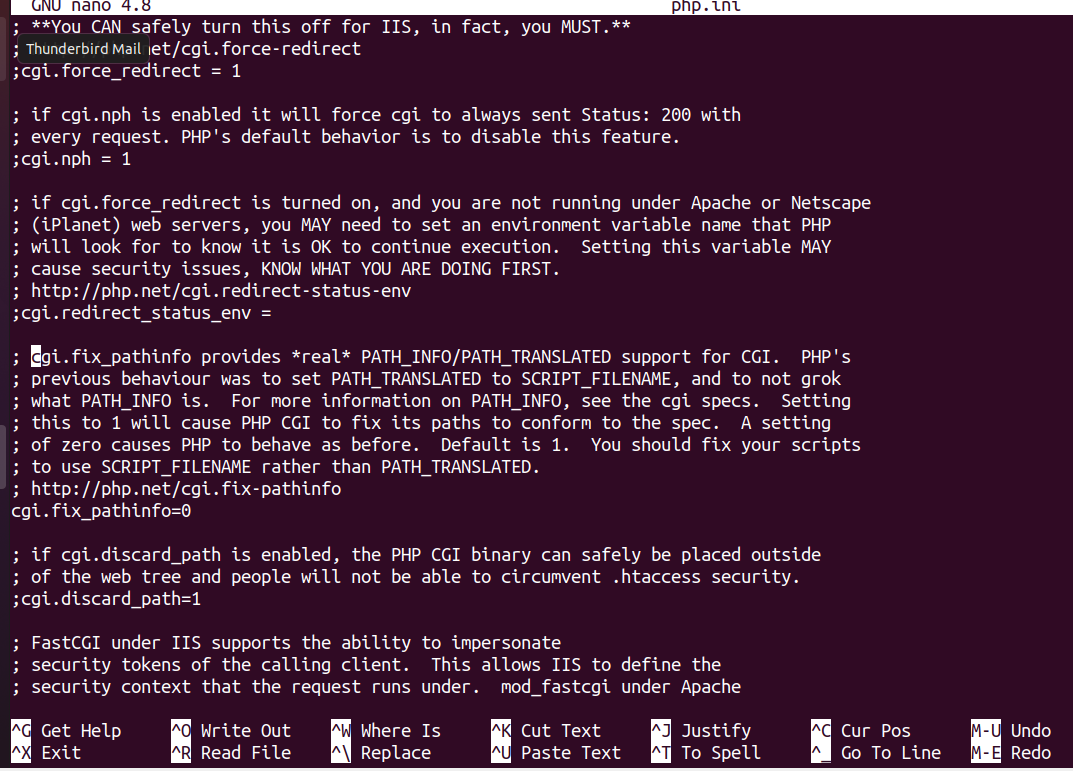 GNU nano 4.8 php.ini
; **You CAN safely turn this off for IIS, in fact, you MUST.**
; Thunderbird Mail et/cgi.force-redirect
;cgi.force_redirect = 1
; if cgi.nph is enabled it will force cgi to always sent Status: 200 with
; every request. PHP's default behavior is to disable this feature.
;cgi.nph = 1
; if cgi.force_redirect is turned on, and you are not running under Apache or Netscape
; (iPlanet) web servers, you MAY need to set an environment variable name that PHP
; will look for to know it is OK to continue execution.  Setting this variable MAY
; cause security issues, KNOW WHAT YOU ARE DOING FIRST.
; http://php.net/cgi.redirect-status-env
;cgi.redirect_status_env =
; cgi.fix_pathinfo provides *real* PATH_INFO/PATH_TRANSLATED support for CGI.  PHP's
; previous behaviour was to set PATH_TRANSLATED to SCRIPT_FILENAME, and to not grok
; what PATH_INFO is.  For more information on PATH_INFO, see the cgi specs.  Setting
; this to 1 will cause PHP CGI to fix its paths to conform to the spec.  A setting
; of zero causes PHP to behave as before.  Default is 1.  You should fix your scripts
; to use SCRIPT_FILENAME rather than PATH_TRANSLATED.
; http://php.net/cgi.fix-pathinfo
cgi.fix_pathinfo=0
; if cgi.discard_path is enabled, the PHP CGI binary can safely be placed outside
; of the web tree and people will not be able to circumvent .htaccess security.
;cgi.discard_path=1
; FastCGI under IIS supports the ability to impersonate
; security tokens of the calling client.  This allows IIS to define the
; security context that the request runs under.  mod_fastcgi under Apache
^G Get Help ^O Write Out ^W Where Is ^K Cut Text ^J Justify ^C Cur Pos M-U Undo
^X Exit ^R Read File ^\ Replace ^U Paste Text ^T To Spell ^_ Go To Line M-E Redo